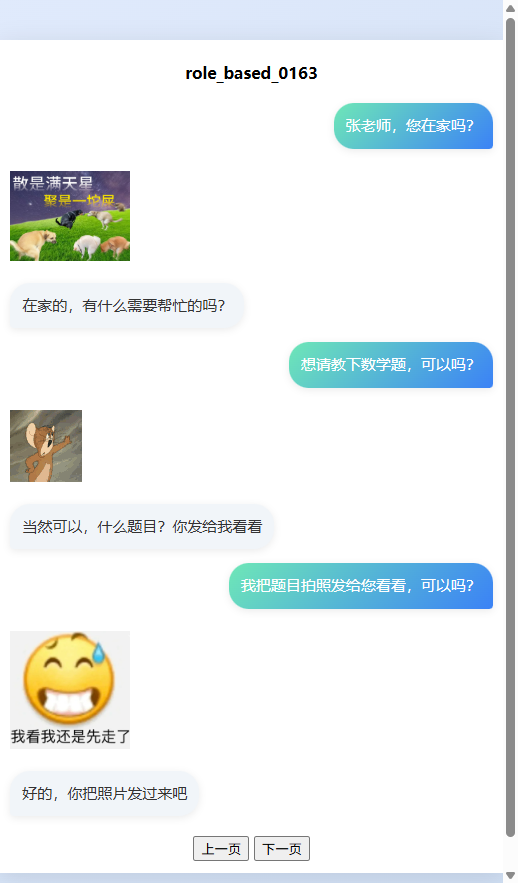 role_based_0163
张老师，您在家吗？
散是满天星
聚是一坨屎
在家的，有什么需要帮忙的吗？
想请教下数学题，可以吗？
当然可以，什么题目？你发给我看看
我把题目拍照发给您看看，可以吗？
我看我还是先走了
好的，你把照片发过来吧
上一页 下一页